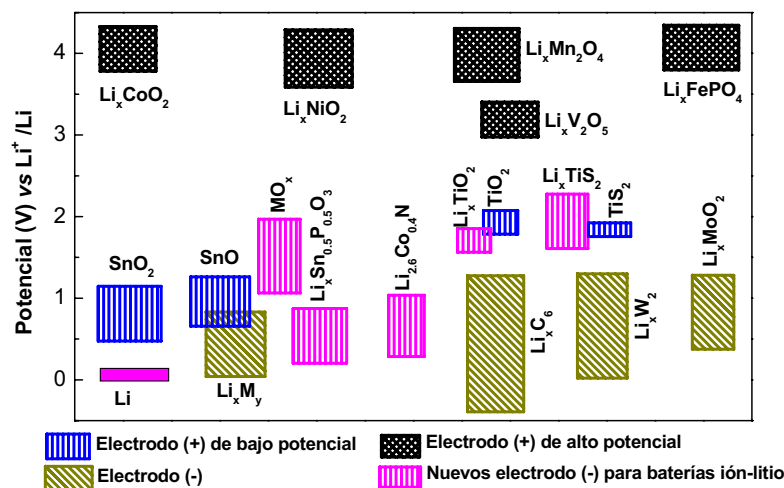 Potencial (V) vs Li⁺ /Li
4
3
2
1
0
LiₓCoO₂
LiₓNiO₂
LiₓMn₂O₄
LiₓV₂O₅
LiₓFePO₄
SnO₂
SnO
MOₓ
LiₓSn₀.₅P₀.₅O₃
Li₂.₆Co₀.₄N
LiₓTiO₂
TiO₂
LiₓTiS₂
TiS₂
LiₓMoO₂
Li
LiₓMᵧ
LiₓC₆
LiₓW₂
Electrodo (+) de bajo potencial
Electrodo (+) de alto potencial
Electrodo (-)
Nuevos electrodo (-) para baterías ión-litio